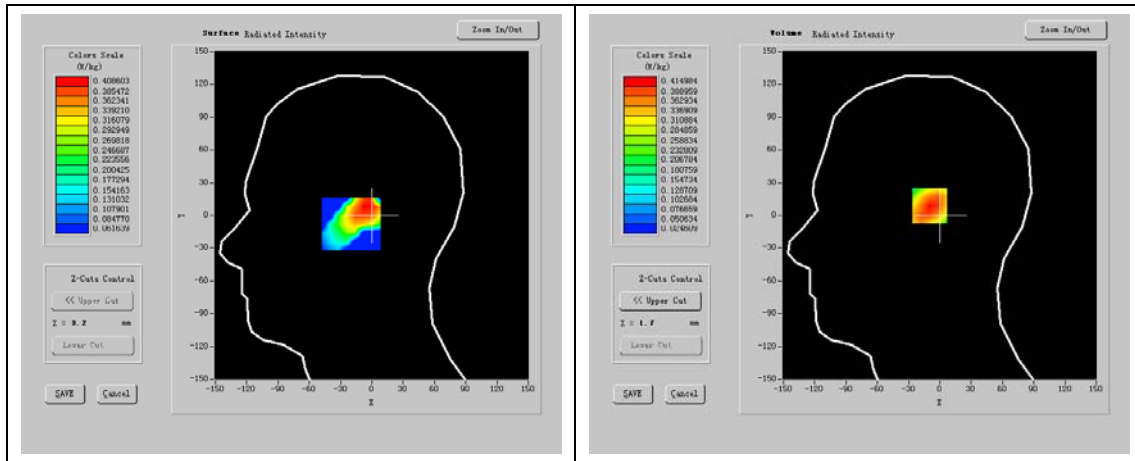 Surface Radiated Intensity
Zoom In/Out
Colors Scale
(W/kg)
0.408603
0.385472
0.362341
0.339210
0.316079
0.292949
0.269818
0.246687
0.223556
0.200425
0.177294
0.154163
0.131032
0.107901
0.084770
0.061639
150
120
90
60
30
0
-30
-60
-90
-120
-150
Y
-150 -120 -90 -60 -30 0 30 60 90 120 150
X
Z-Cuts Control
<< Upper Cut
mm
Lower Cut
SAVE
Cancel
Volume Radiated Intensity
Zoom In/Out
Colors Scale
(W/kg)
0.414984
0.388959
0.362934
0.336909
0.310884
0.284859
0.258834
0.232809
0.206784
0.180759
0.154734
0.128709
0.102684
0.076659
0.050634
0.024609
150
120
90
60
30
0
-30
-60
-90
-120
-150
Y
-150 -120 -90 -60 -30 0 30 60 90 120 150
X
Z-Cuts Control
<< Upper Cut
mm
Lower Cut
SAVE
Cancel